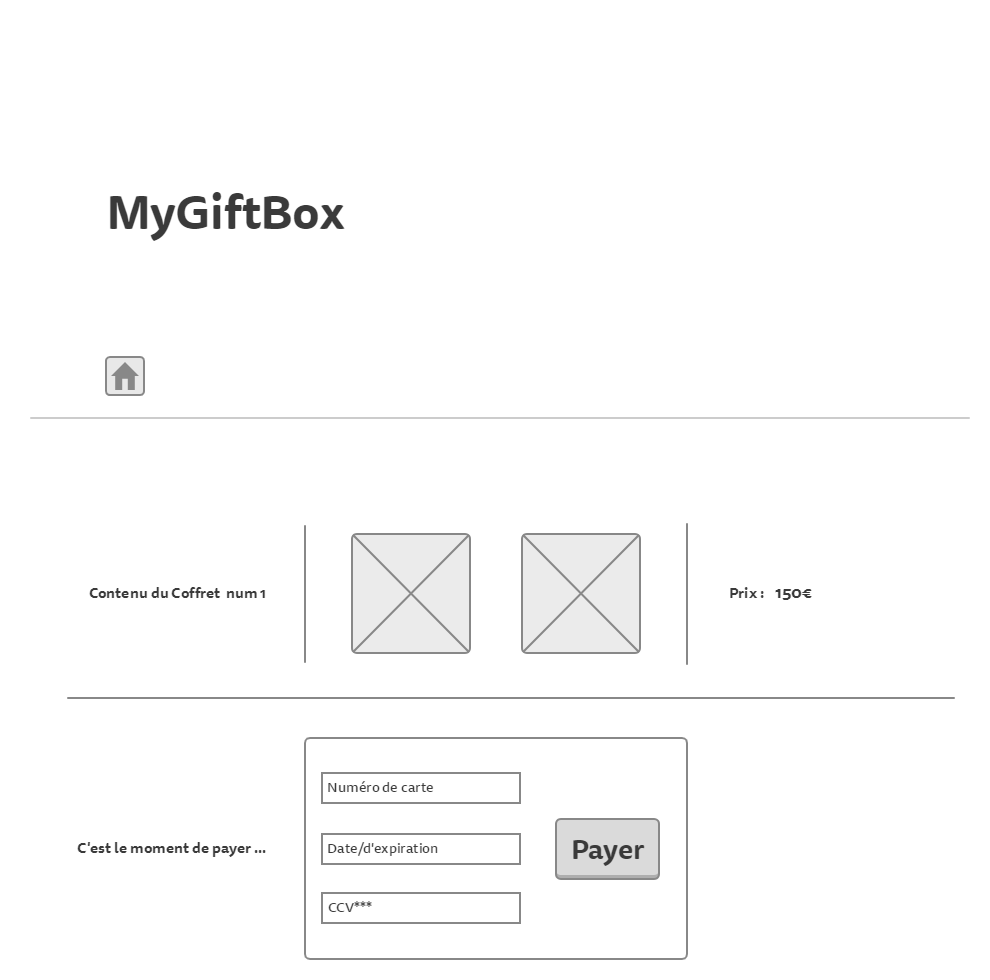 MyGiftBox
Contenu du Coffret num 1
Prix : 150€
Numéro de carte
C'est le moment de payer ...
Date/d'expiration
Payer
CCV***